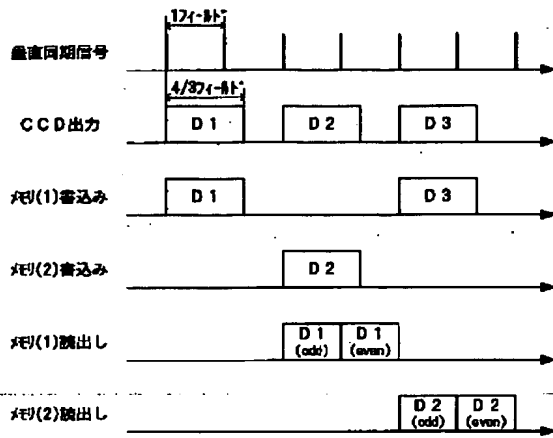 1フィールド
垂直同期信号
4/3フィールド
CCD出力
D1
D2
D3
メモリ(1)書込み
D1
D3
メモリ(2)書込み
D2
メモリ(1)読出し
D1
(odd)
D1
(even)
メモリ(2)読出し
D2
(odd)
D2
(even)